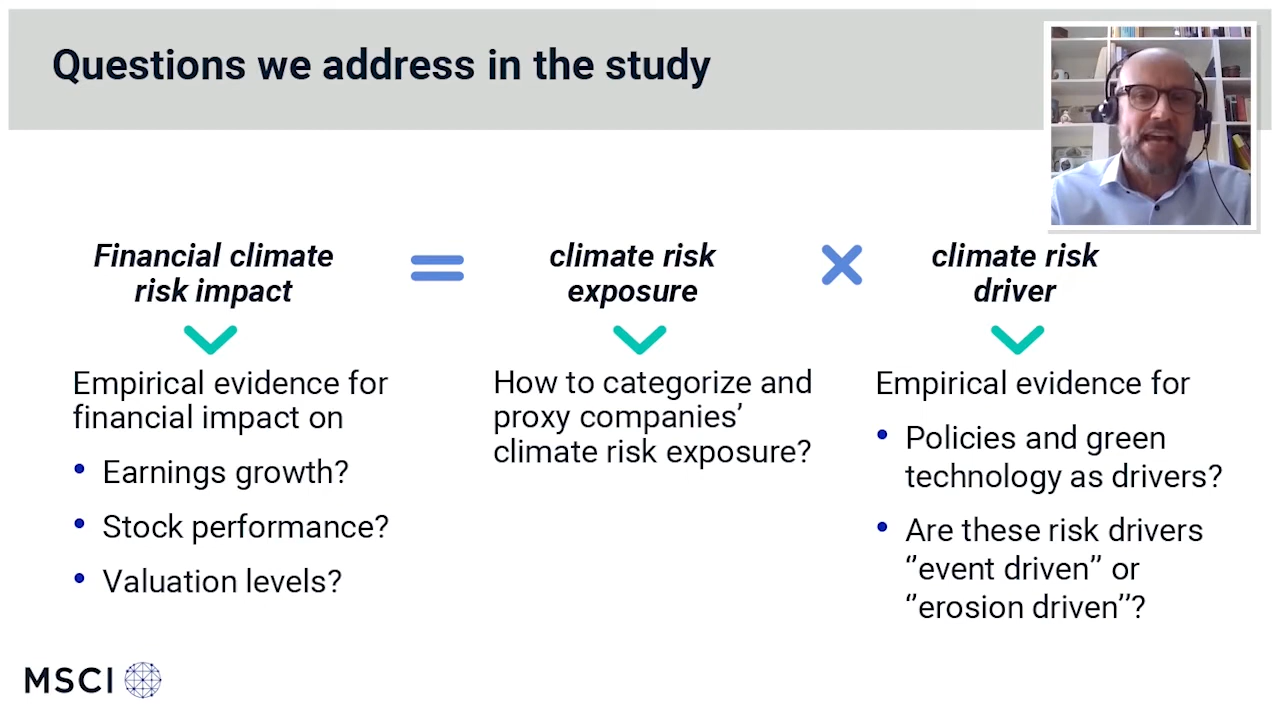 Questions we address in the study
Financial climate
risk impact
=
climate risk
exposure
×
climate risk
driver
Empirical evidence for
financial impact on
• Earnings growth?
• Stock performance?
• Valuation levels?
How to categorize and
proxy companies’
climate risk exposure?
Empirical evidence for
• Policies and green
technology as drivers?
• Are these risk drivers
‘’event driven’’ or
‘’erosion driven’’?
MSCI